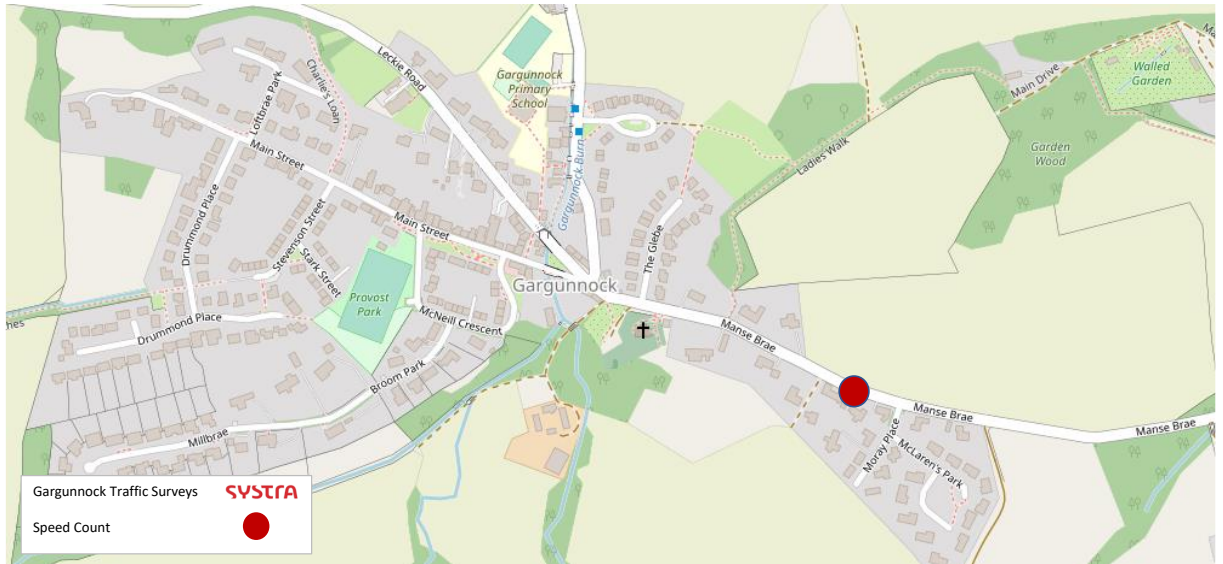 Leckie Road
Charlie's Loan
Loftbrae Park
Main Street
Gargunnock
Primary
School
Gargunnock Burn
Main Drive
Walled
Garden
Garden
Wood
Ladies Walk
Drummond Place
Stevenson Street
Stark Street
Main Street
Provost
Park
The Glebe
Gargunnock
McNeill Crescent
Drummond Place
Broom Park
Millbrae
Manse Brae
Manse Brae
Manse Brae
Moray Place
McLaren's Park
Gargunnock Traffic Surveys
SYSTRA
Speed Count